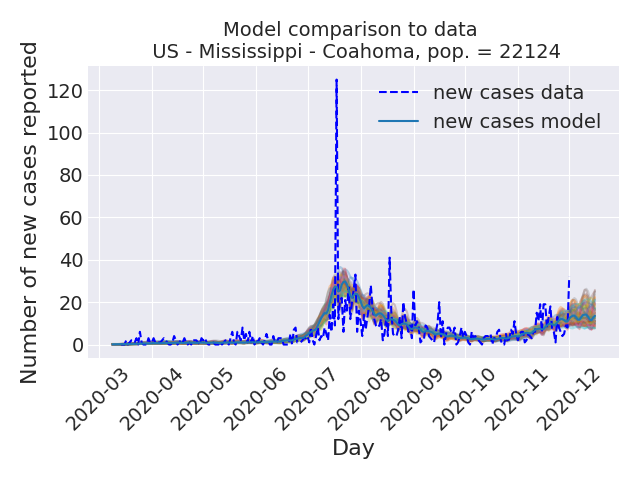 Model comparison to data
US - Mississippi - Coahoma, pop. = 22124
Number of new cases reported
120
100
80
60
40
20
0
new cases data
new cases model
2020-03
2020-04
2020-05
2020-06
2020-07
2020-08
2020-09
2020-10
2020-11
2020-12
Day